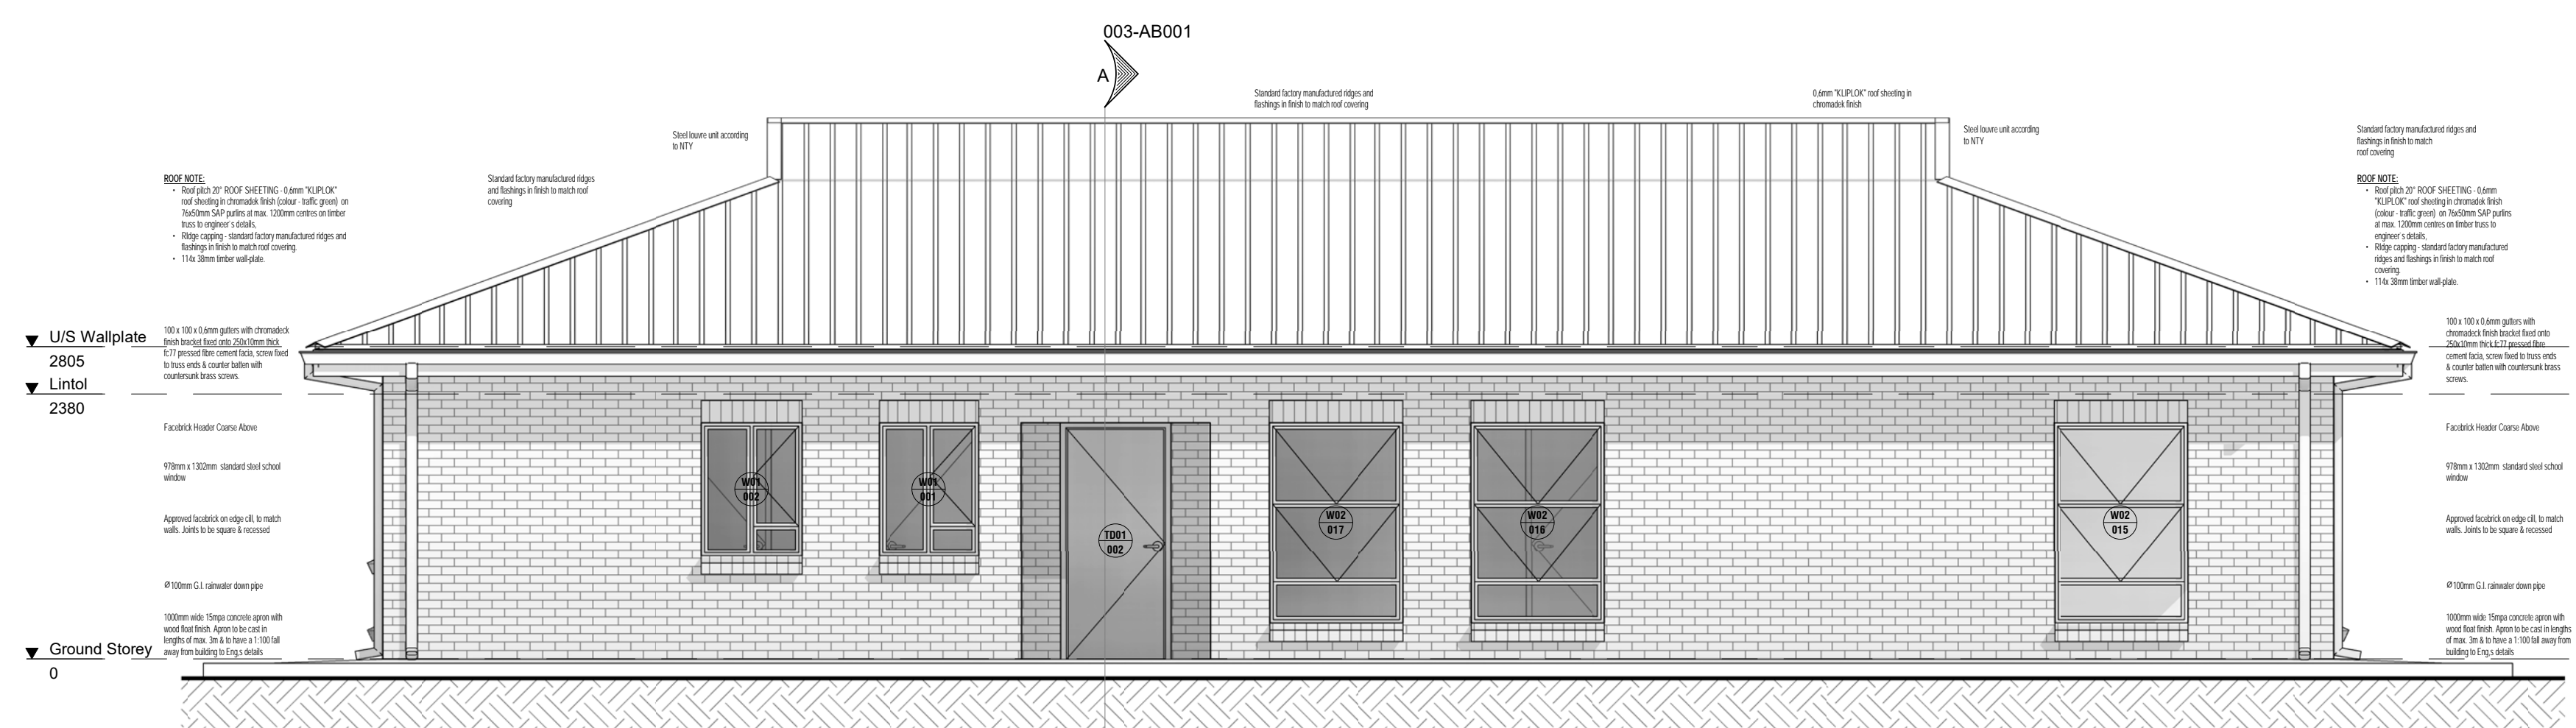 003-AB001
A
Standard factory manufactured ridges and
flashings in finish to match roof covering
0,6mm "KLIPLOK" roof sheeting in
chromadek finish
Steel louvre unit according
to NTY
Steel louvre unit according
to NTY
Standard factory manufactured ridges and
flashings in finish to match
roof covering
ROOF NOTE:
• Roof pitch 20° ROOF SHEETING - 0,6mm "KLIPLOK"
roof sheeting in chromadek finish (colour - traffic green) on
76x50mm SAP purlins at max. 1200mm centres on timber
truss to engineer's details,
• RIdge capping - standard factory manufactured ridges and
flashings in finish to match roof covering.
• 114x 38mm timber wall-plate.
Standard factory manufactured ridges
and flashings in finish to match roof
covering
ROOF NOTE:
• Roof pitch 20° ROOF SHEETING - 0,6mm
"KLIPLOK" roof sheeting in chromadek finish
(colour - traffic green) on 76x50mm SAP purlins
at max. 1200mm centres on timber truss to
engineer's details,
• RIdge capping - standard factory manufactured
ridges and flashings in finish to match roof
covering.
• 114x 38mm timber wall-plate.
U/S Wallplate
2805
Lintol
2380
Ground Storey
0
100 x 100 x 0,6mm gutters with chromadeck
finish bracket fixed onto 250x10mm thick
fc77 pressed fibre cement facia, screw fixed
to truss ends & counter batten with
countersunk brass screws.
Facebrick Header Coarse Above
978mm x 1302mm standard steel school
window
Approved facebrick on edge cill, to match
walls. Joints to be square & recessed
Ø100mm G.I. rainwater down pipe
1000mm wide 15mpa concrete apron with
wood float finish. Apron to be cast in
lengths of max. 3m & to have a 1:100 fall
away from building to Eng,s details
W01
002
W01
001
TD01
002
W02
017
W02
016
W02
015
100 x 100 x 0,6mm gutters with
chromadeck finish bracket fixed onto
250x10mm thick fc77 pressed fibre
cement facia, screw fixed to truss ends
& counter batten with countersunk brass
screws.
Facebrick Header Coarse Above
978mm x 1302mm standard steel school
window
Approved facebrick on edge cill, to match
walls. Joints to be square & recessed
Ø100mm G.I. rainwater down pipe
1000mm wide 15mpa concrete apron with
wood float finish. Apron to be cast in lengths
of max. 3m & to have a 1:100 fall away from
building to Eng,s details